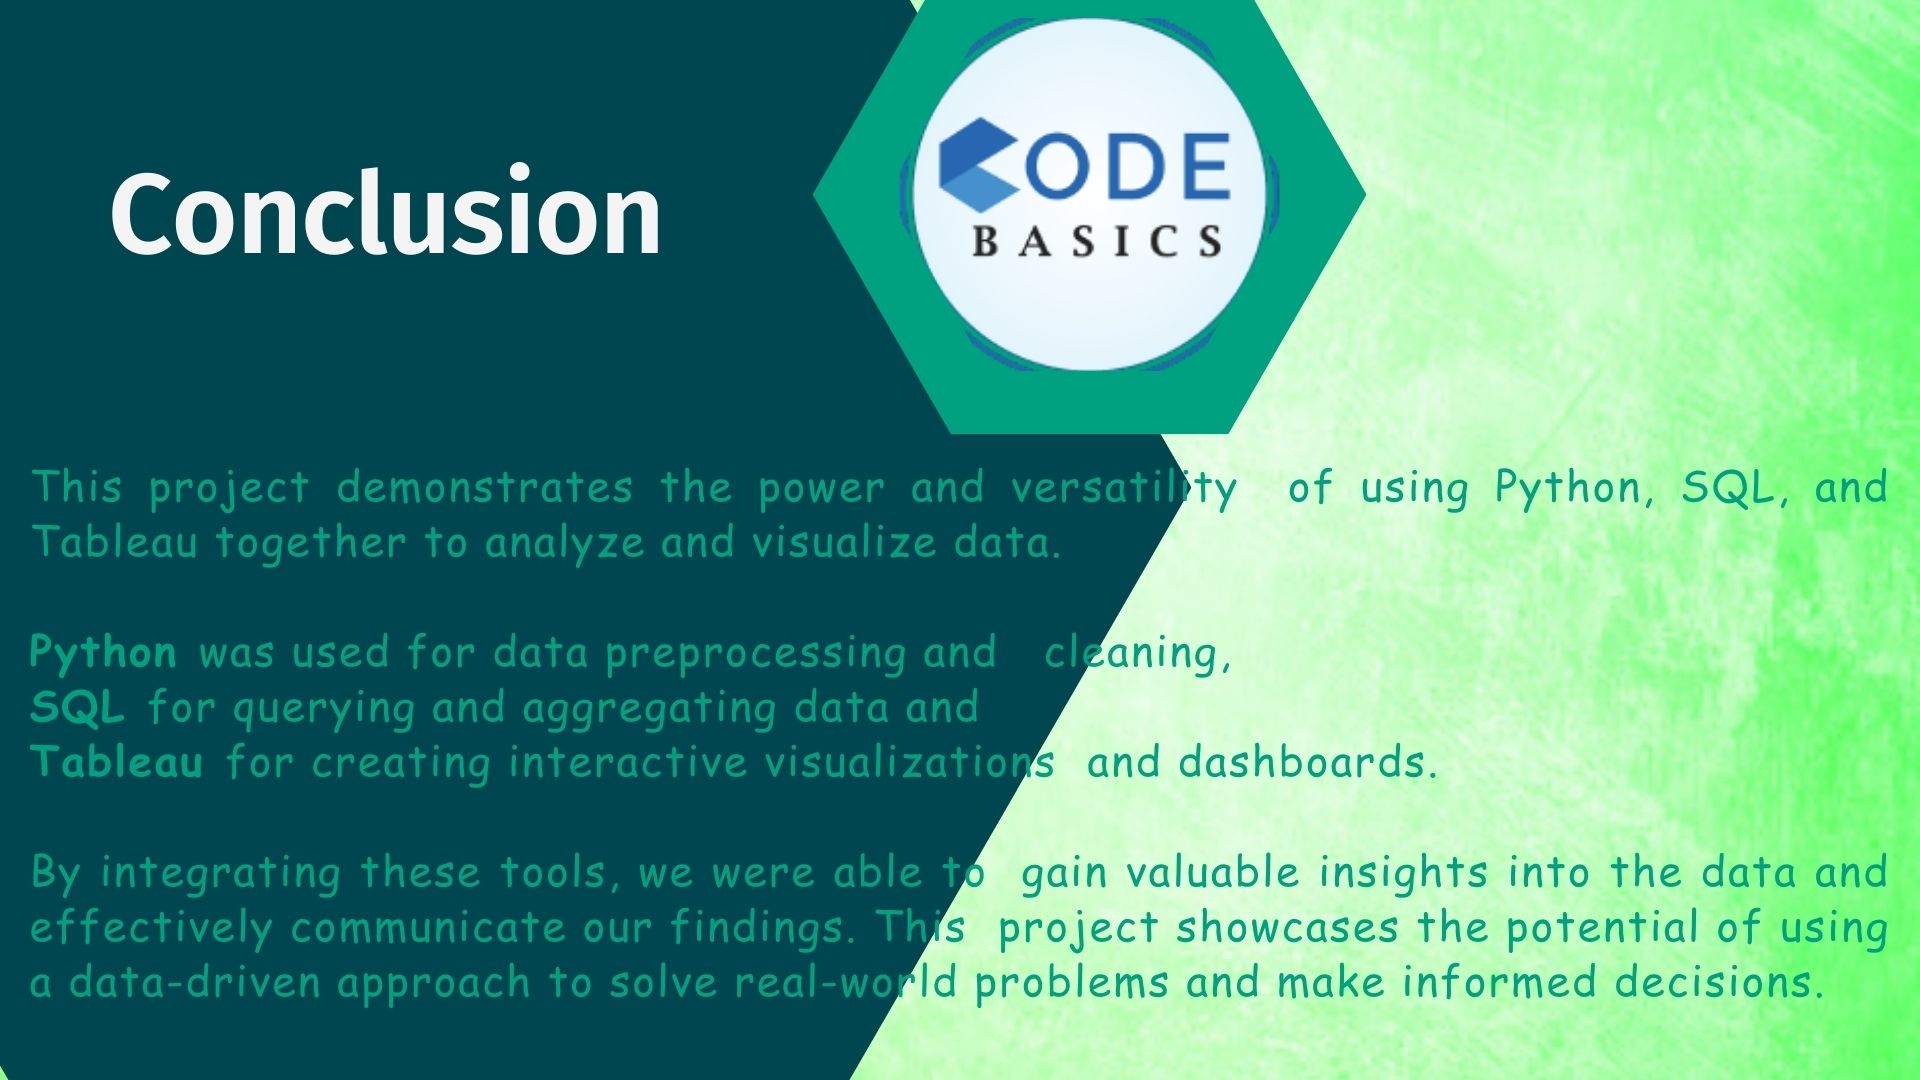 Conclusion
CODE
BASICS
This project demonstrates the power and versatility of using Python, SQL, and
Tableau together to analyze and visualize data.
Python was used for data preprocessing and cleaning,
SQL for querying and aggregating data and
Tableau for creating interactive visualizations and dashboards.
By integrating these tools, we were able to gain valuable insights into the data and
effectively communicate our findings. This project showcases the potential of using
a data-driven approach to solve real-world problems and make informed decisions.